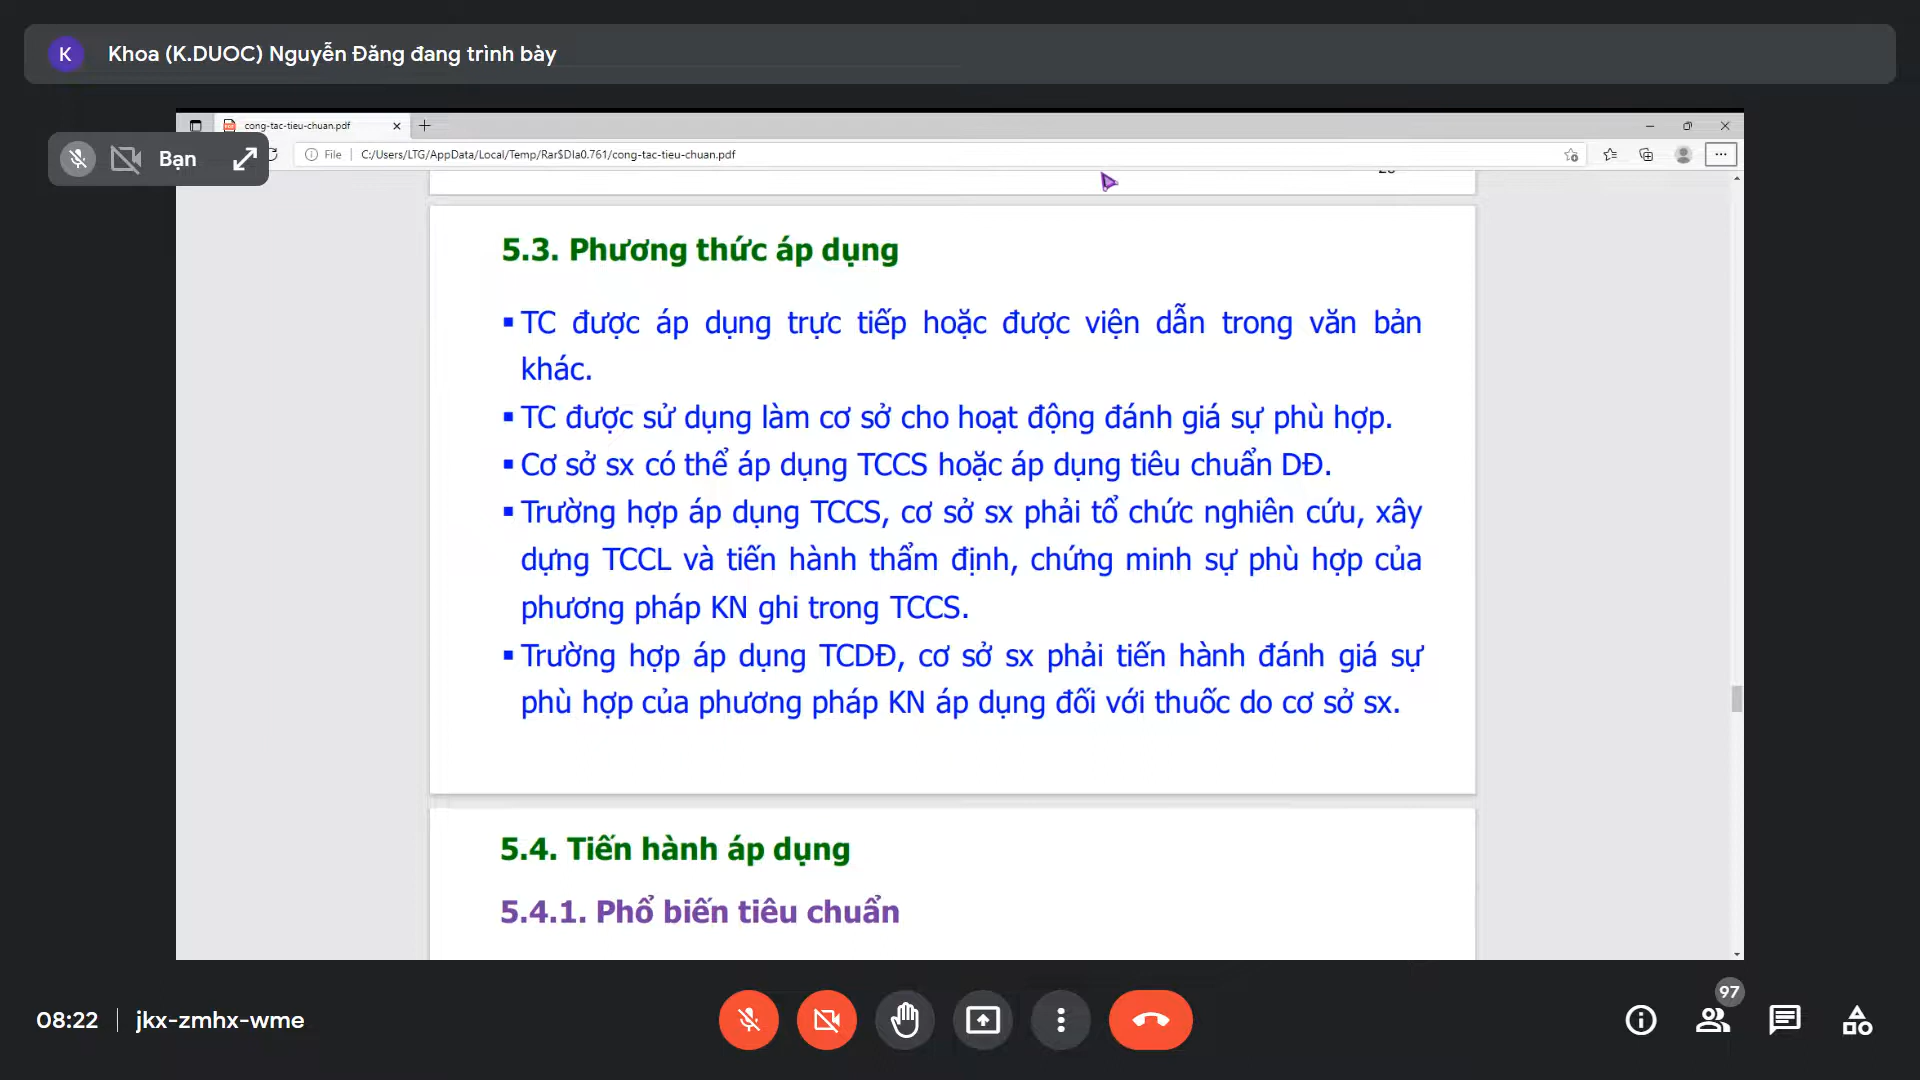 K
Khoa (K.DUOC) Nguyễn Đăng đang trình bày
cong-tac-tieu-chuan.pdf
Bạn
File
C:/Users/LTG/AppData/Local/Temp/Rar$DIa0.761/cong-tac-tieu-chuan.pdf
5.3. Phương thức áp dụng
▪ TC được áp dụng trực tiếp hoặc được viện dẫn trong văn bản
khác.
▪ TC được sử dụng làm cơ sở cho hoạt động đánh giá sự phù hợp.
▪ Cơ sở sx có thể áp dụng TCCS hoặc áp dụng tiêu chuẩn DĐ.
▪ Trường hợp áp dụng TCCS, cơ sở sx phải tổ chức nghiên cứu, xây
dựng TCCL và tiến hành thẩm định, chứng minh sự phù hợp của
phương pháp KN ghi trong TCCS.
▪ Trường hợp áp dụng TCDĐ, cơ sở sx phải tiến hành đánh giá sự
phù hợp của phương pháp KN áp dụng đối với thuốc do cơ sở sx.
5.4. Tiến hành áp dụng
5.4.1. Phổ biến tiêu chuẩn
08:22
jkx-zmhx-wme
97